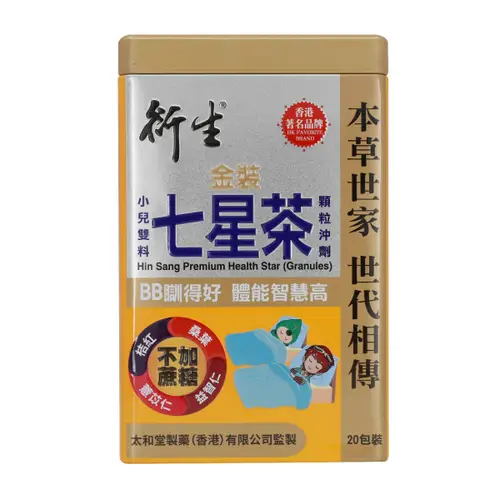 衍生®
香港
著名品牌
HK FAVORITE
BRAND
本草世家 世代相傳
金裝
小兒雙料
七星茶
顆粒沖劑
Hin Sang Premium Health Star (Granules)
BB瞓得好 體能智慧高
桔紅
桑葉
不加
蔗糖
薏苡仁
益智仁
太和堂製藥(香港)有限公司監製
20包裝